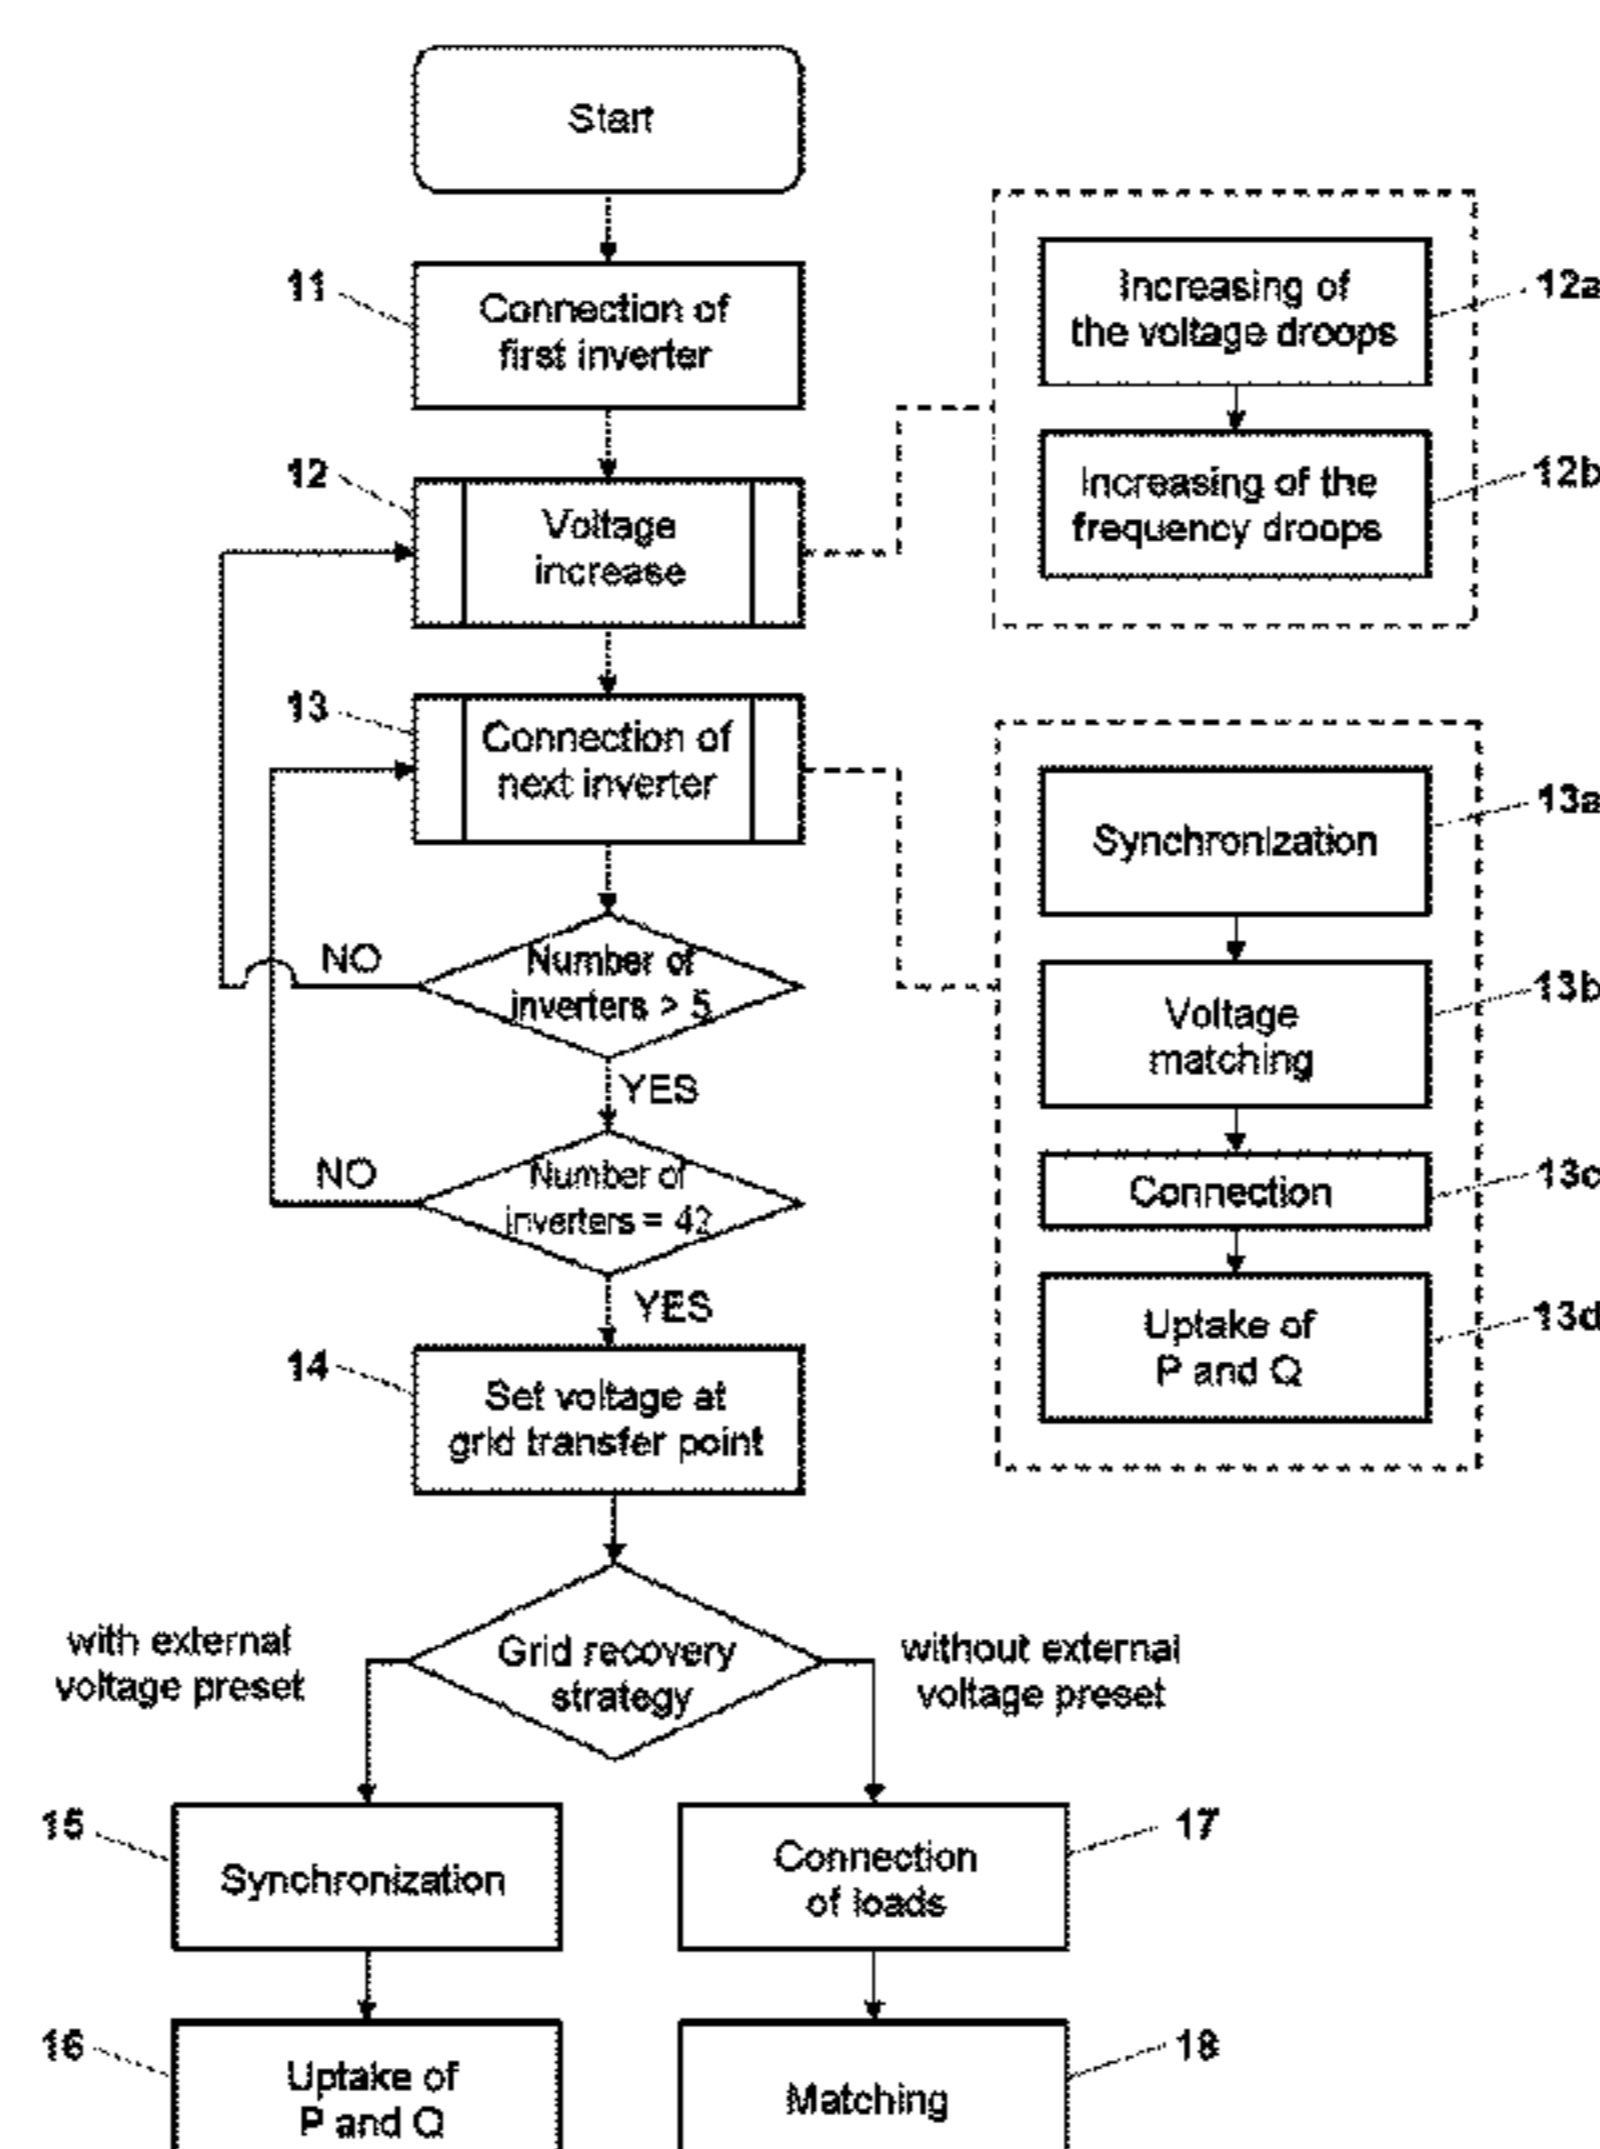 Start
11
Connection of
first inverter
12
Voltage
increase
12a
Increasing of
the voltage droops
12b
Increasing of the
frequency droops
13
Connection of
next inverter
13a
Synchronization
13b
Voltage
matching
13c
Connection
13d
Uptake of
P and Q
NO
Number of
inverters > 5
YES
NO
Number of
inverters = 42
YES
14
Set voltage at
grid transfer point
with external
voltage preset
Grid recovery
strategy
without external
voltage preset
15
Synchronization
17
Connection
of loads
16
Uptake of
P and Q
18
Matching